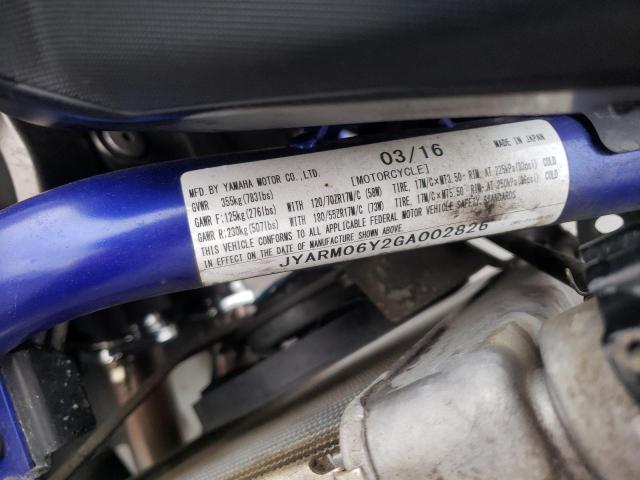 MFD. BY YAMAHA MOTOR CO.,LTD. 03/16 MADE IN JAPAN
GVWR 355kg(783lbs) [MOTORCYCLE]
GAWR F:125kg(276lbs) WITH 120/70ZR17M/C (58W) TIRE, 17M/C×MT3.50 RIM, AT 225kPa(33psi) COLD
GAWR R:230kg(507lbs) WITH 180/55ZR17M/C (73W) TIRE, 17M/C×MT5.50 RIM, AT 250kPa(36psi) COLD
THIS VEHICLE CONFORMS TO ALL APPLICABLE FEDERAL MOTOR VEHICLE SAFETY STANDARDS
IN EFFECT ON THE DATE OF MANUFACTURE SHOWN ABOVE.
JYARM06Y2GA002826